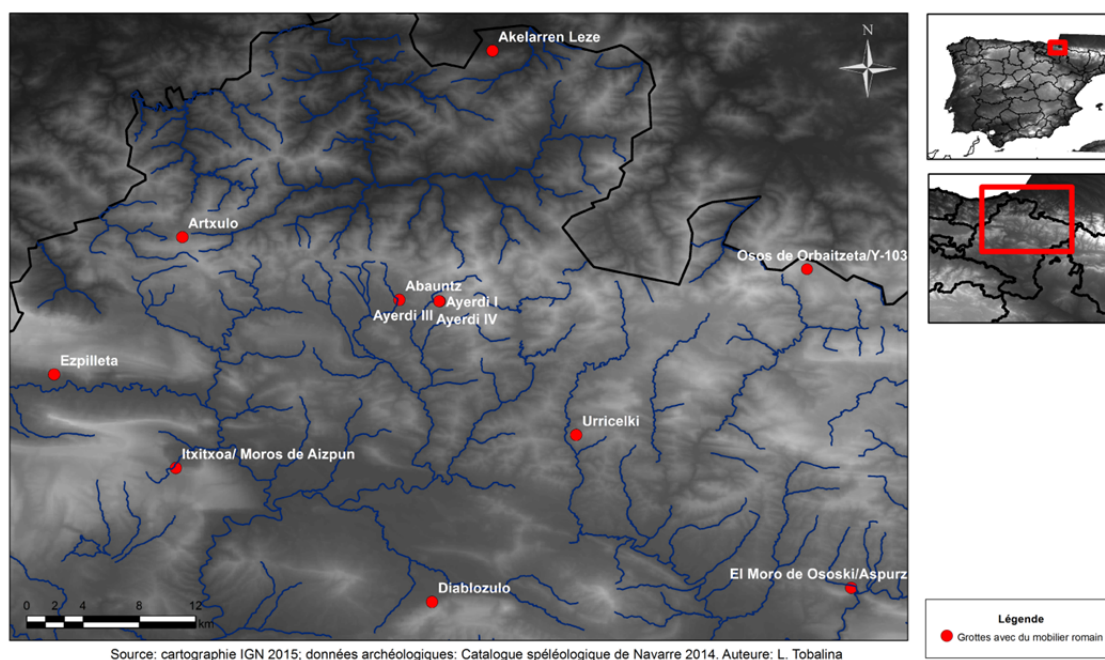 Akelarren Leze
N
Artxulo
Osos de Orbaitzeta/Y-103
Abauntz
Ayerdi I
Ayerdi III
Ayerdi IV
Ezpilleta
Urricelki
Itxitxoa/ Moros de Aizpun
El Moro de Ososki/Aspurz
Diablozulo
0 2 4 8 12
km
Légende
Grottes avec du mobilier romain
Source: cartographie IGN 2015; données archéologiques: Catalogue spéléologique de Navarre 2014. Auteure: L. Tobalina